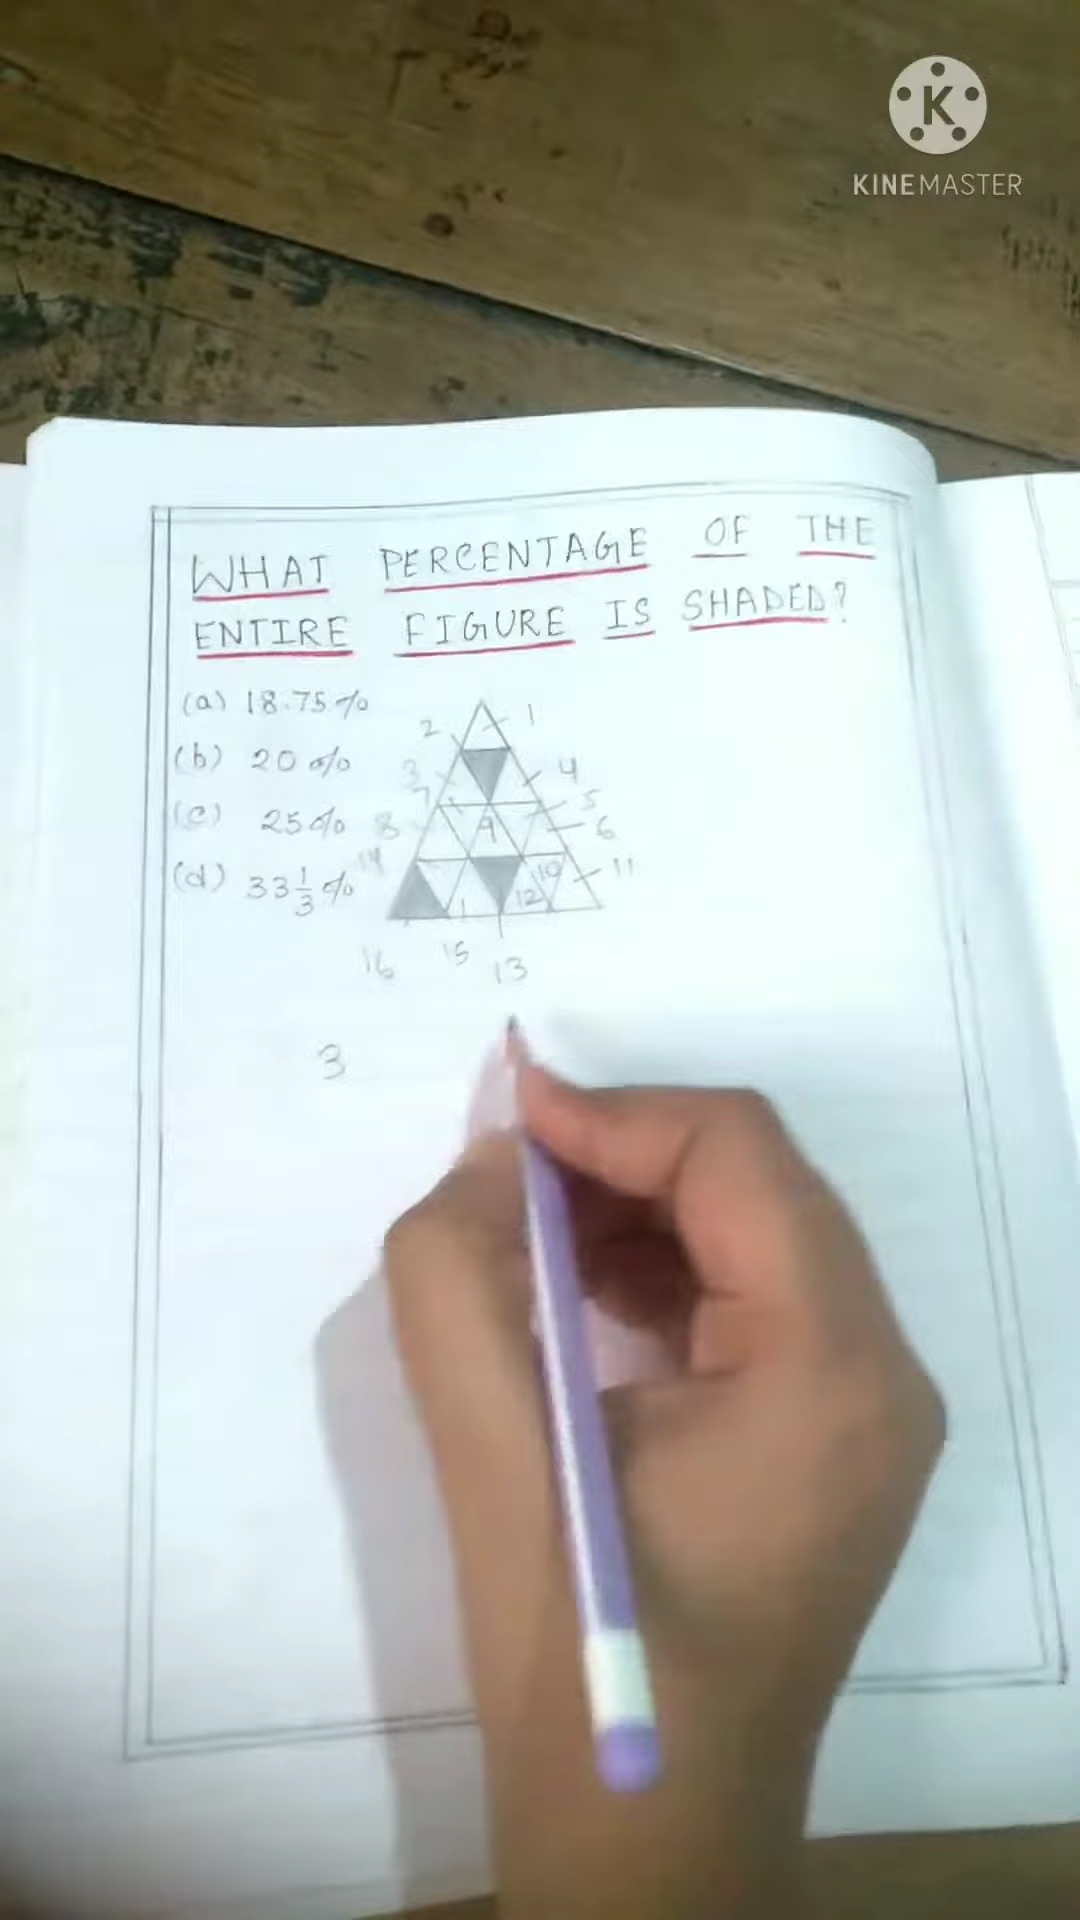 KINEMASTER
WHAT PERCENTAGE OF THE
ENTIRE FIGURE IS SHADED?
(a) 18.75%
(b) 20%
(c) 25%
(d) 33 1/3 %
1
2
3
4
7
5
8
9
6
14
10
11
12
16
15
13
3